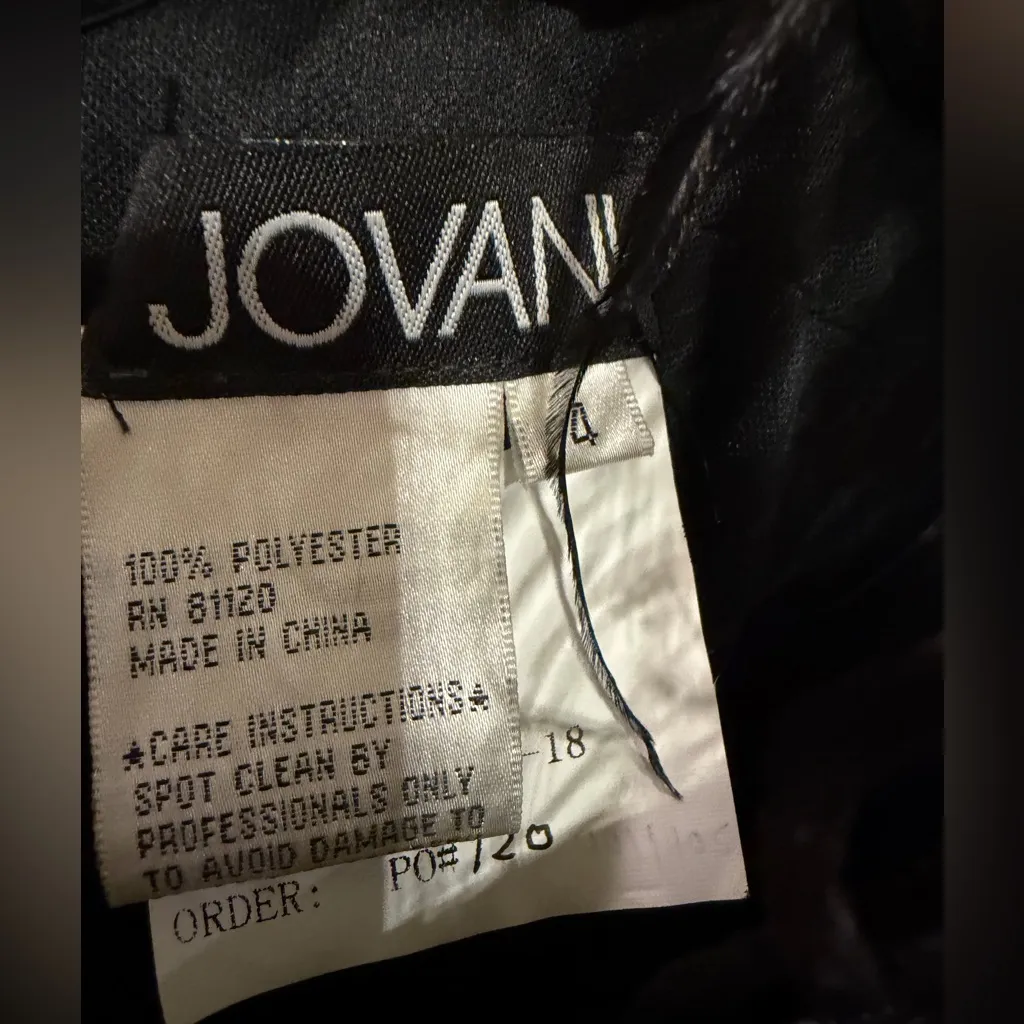 JOVANI
4
100% POLYESTER
RN 81120
MADE IN CHINA
★CARE INSTRUCTIONS★
SPOT CLEAN BY
PROFESSIONALS ONLY
TO AVOID DAMAGE TO
-18
PO#120
ORDER: